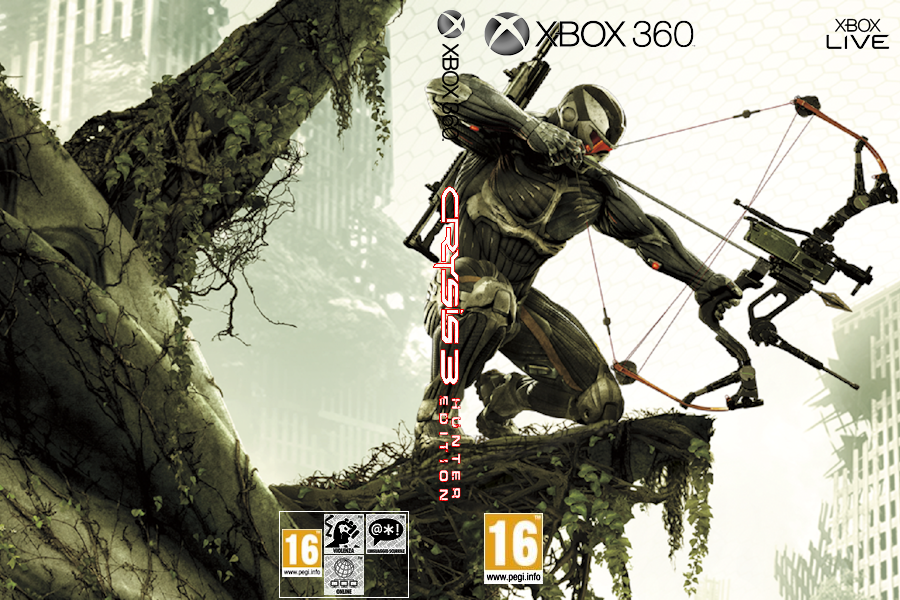 XBOX 360
XBOX 360
XBOX
LIVE
CRYSIS 3
HUNTER
EDITION
16
www.pegi.info
VIOLENZA
@*!
LINGUAGGIO SCURRILE
ONLINE
16
www.pegi.info